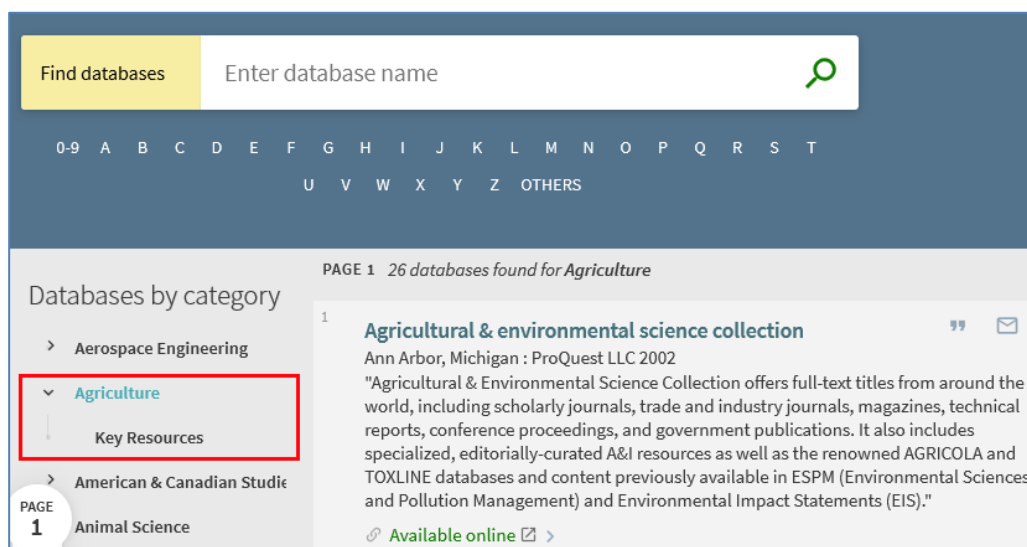 Find databases
Enter database name
0-9 A B C D E F G H I J K L M N O P Q R S T
U V W X Y Z OTHERS
Databases by category
Aerospace Engineering
Agriculture
Key Resources
American & Canadian Studie
Animal Science
PAGE
1
PAGE 1 26 databases found for Agriculture
1
Agricultural & environmental science collection
Ann Arbor, Michigan : ProQuest LLC 2002
"Agricultural & Environmental Science Collection offers full-text titles from around the
world, including scholarly journals, trade and industry journals, magazines, technical
reports, conference proceedings, and government publications. It also includes
specialized, editorially-curated A&I resources as well as the renowned AGRICOLA and
TOXLINE databases and content previously available in ESPM (Environmental Sciences
and Pollution Management) and Environmental Impact Statements (EIS)."
Available online